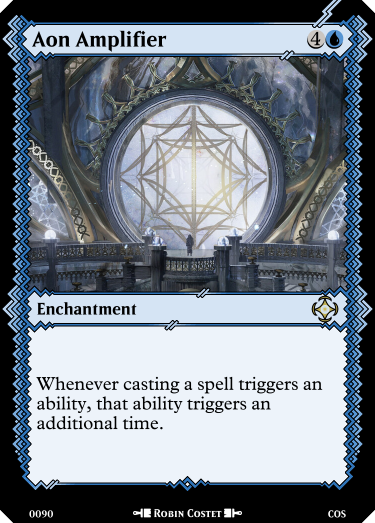 Aon Amplifier 4
Enchantment
Whenever casting a spell triggers an
ability, that ability triggers an
additional time.
0090 Robin Costet COS